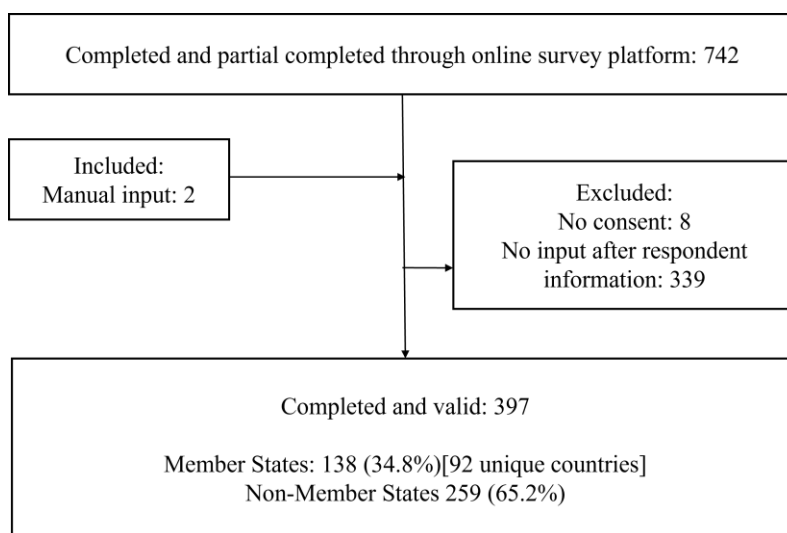 Completed and partial completed through online survey platform: 742
Included:
Manual input: 2
Excluded:
No consent: 8
No input after respondent
information: 339
Completed and valid: 397
Member States: 138 (34.8%)[92 unique countries]
Non-Member States 259 (65.2%)